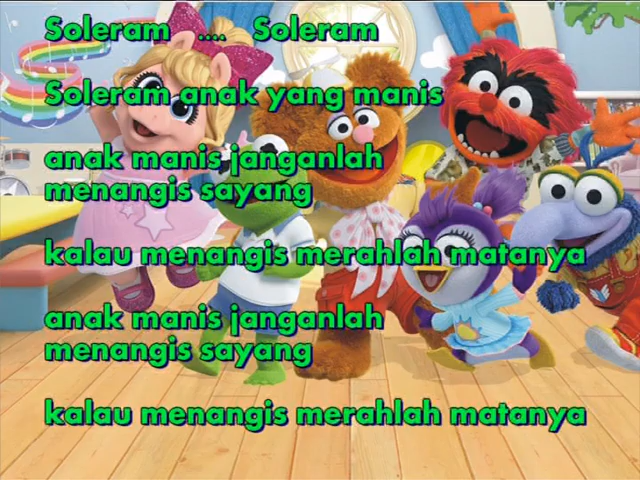 Soleram .... Soleram
Soleram anak yang manis
anak manis janganlah
menangis sayang
kalau menangis merahlah matanya
anak manis janganlah
menangis sayang
kalau menangis merahlah matanya